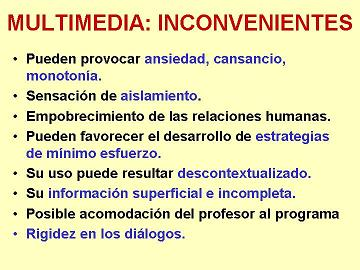 MULTIMEDIA: INCONVENIENTES
• Pueden provocar ansiedad, cansancio,
monotonía.
• Sensación de aislamiento.
• Empobrecimiento de las relaciones humanas.
• Pueden favorecer el desarrollo de estrategias
de mínimo esfuerzo.
• Su uso puede resultar descontextualizado.
• Su información superficial e incompleta.
• Posible acomodación del profesor al programa
• Rigidez en los diálogos.